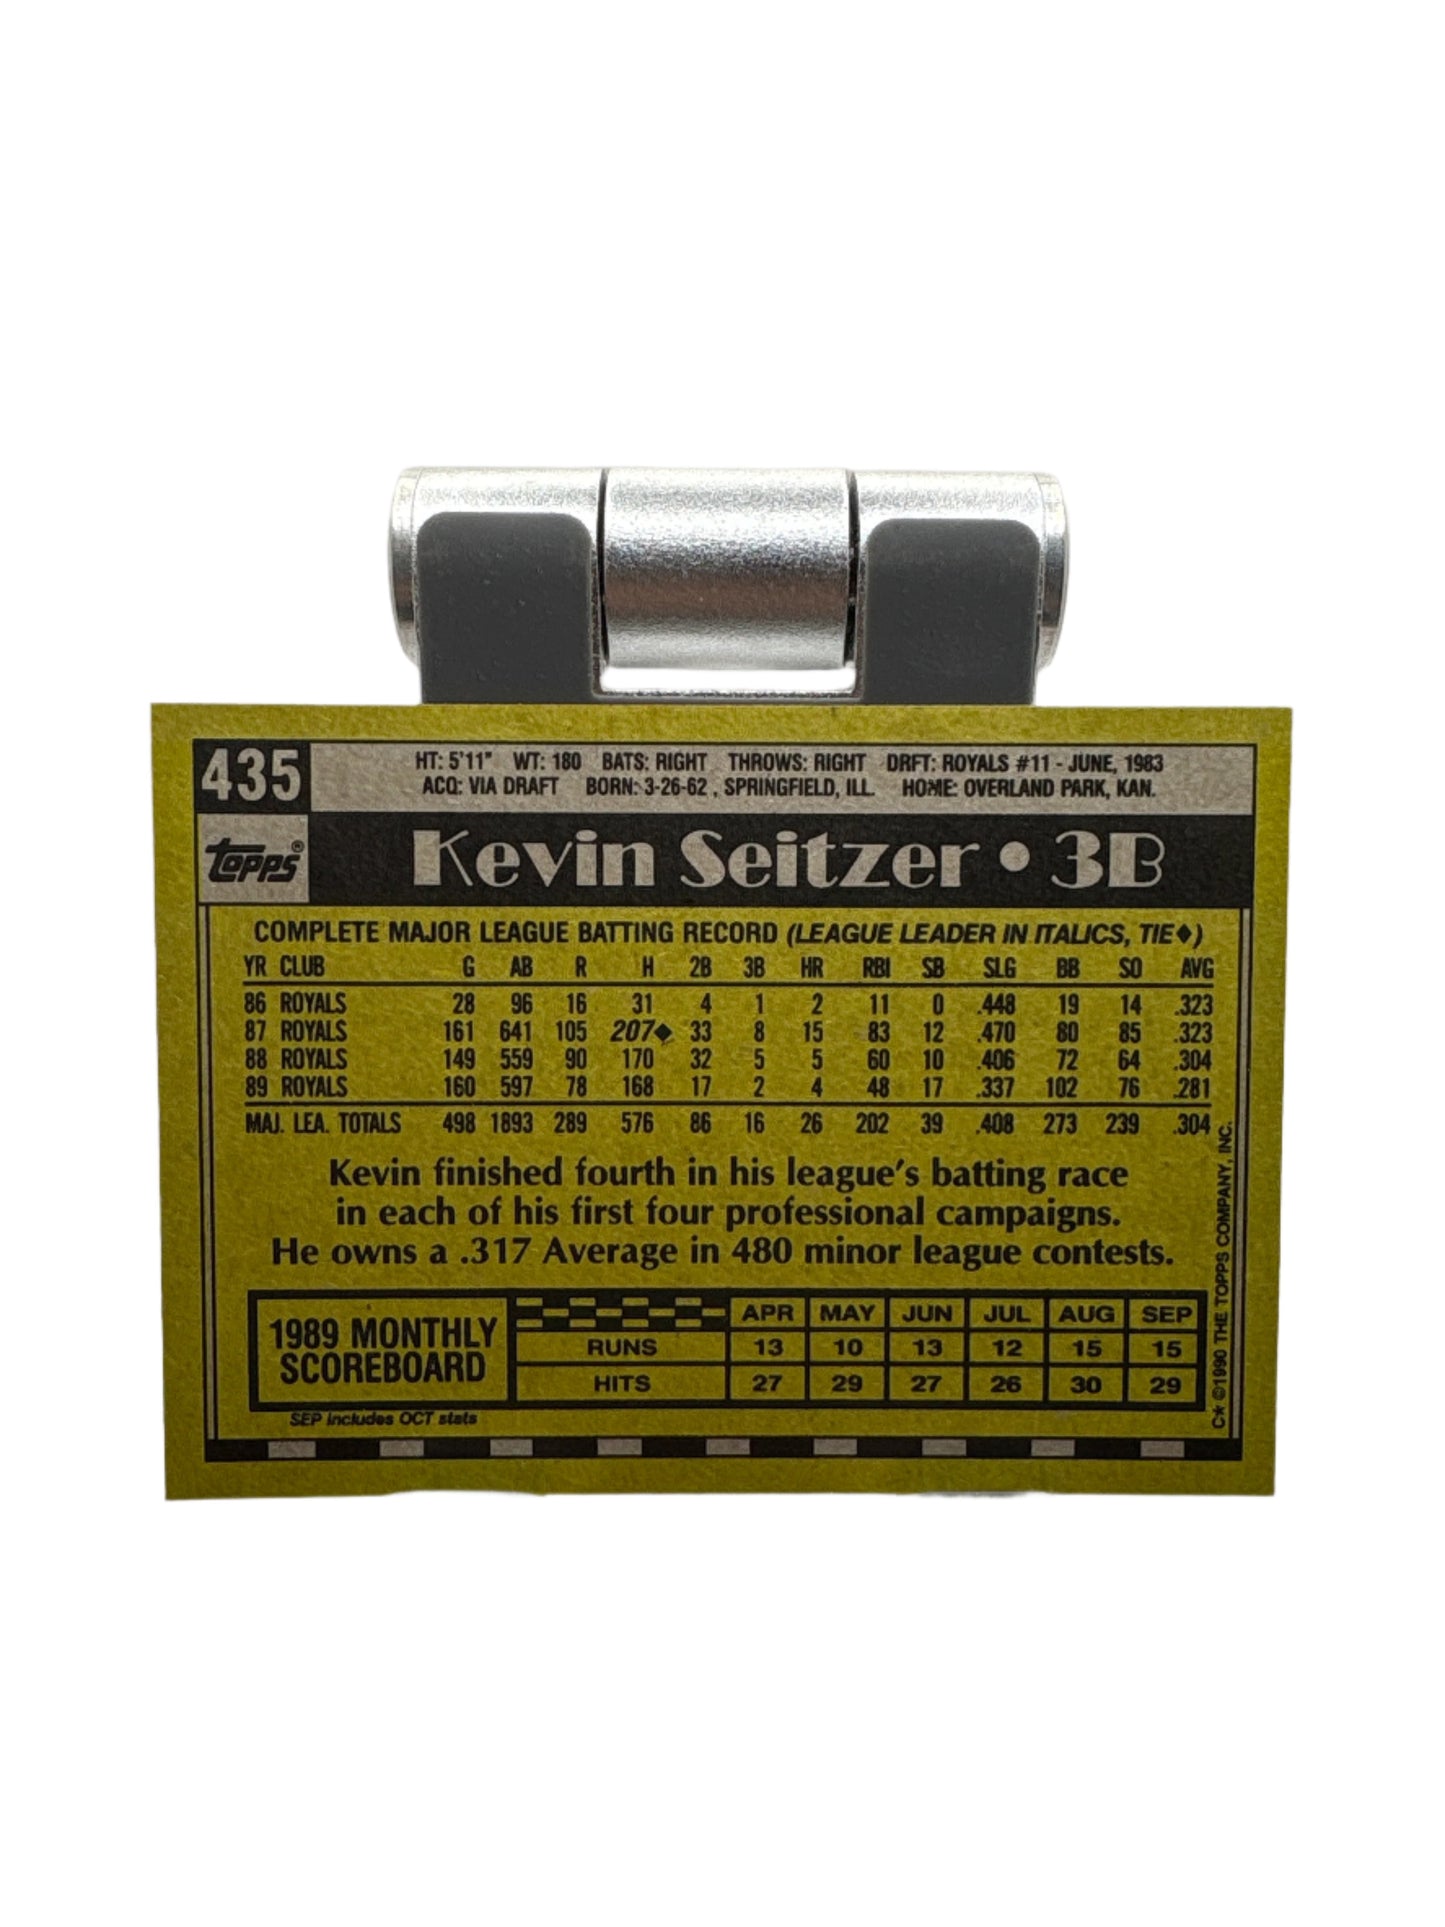 435
HT: 5'11" WT: 180 BATS: RIGHT THROWS: RIGHT DRFT: ROYALS #11 - JUNE, 1983
ACQ: VIA DRAFT BORN: 3-26-62 , SPRINGFIELD, ILL. HOME: OVERLAND PARK, KAN.
topps®
Kevin Seitzer • 3B
COMPLETE MAJOR LEAGUE BATTING RECORD (LEAGUE LEADER IN ITALICS, TIE◆)
YR CLUB G AB R H 2B 3B HR RBI SB SLG BB SO AVG
86 ROYALS 28 96 16 31 4 1 2 11 0 .448 19 14 .323
87 ROYALS 161 641 105 207◆ 33 8 15 83 12 .470 80 85 .323
88 ROYALS 149 559 90 170 32 5 5 60 10 .406 72 64 .304
89 ROYALS 160 597 78 168 17 2 4 48 17 .337 102 76 .281
MAJ. LEA. TOTALS 498 1893 289 576 86 16 26 202 39 .408 273 239 .304
Kevin finished fourth in his league's batting race
in each of his first four professional campaigns.
He owns a .317 Average in 480 minor league contests.
1989 MONTHLY
SCOREBOARD
APR MAY JUN JUL AUG SEP
RUNS 13 10 13 12 15 15
HITS 27 29 27 26 30 29
SEP includes OCT stats
C* ©1990 THE TOPPS COMPANY, INC.